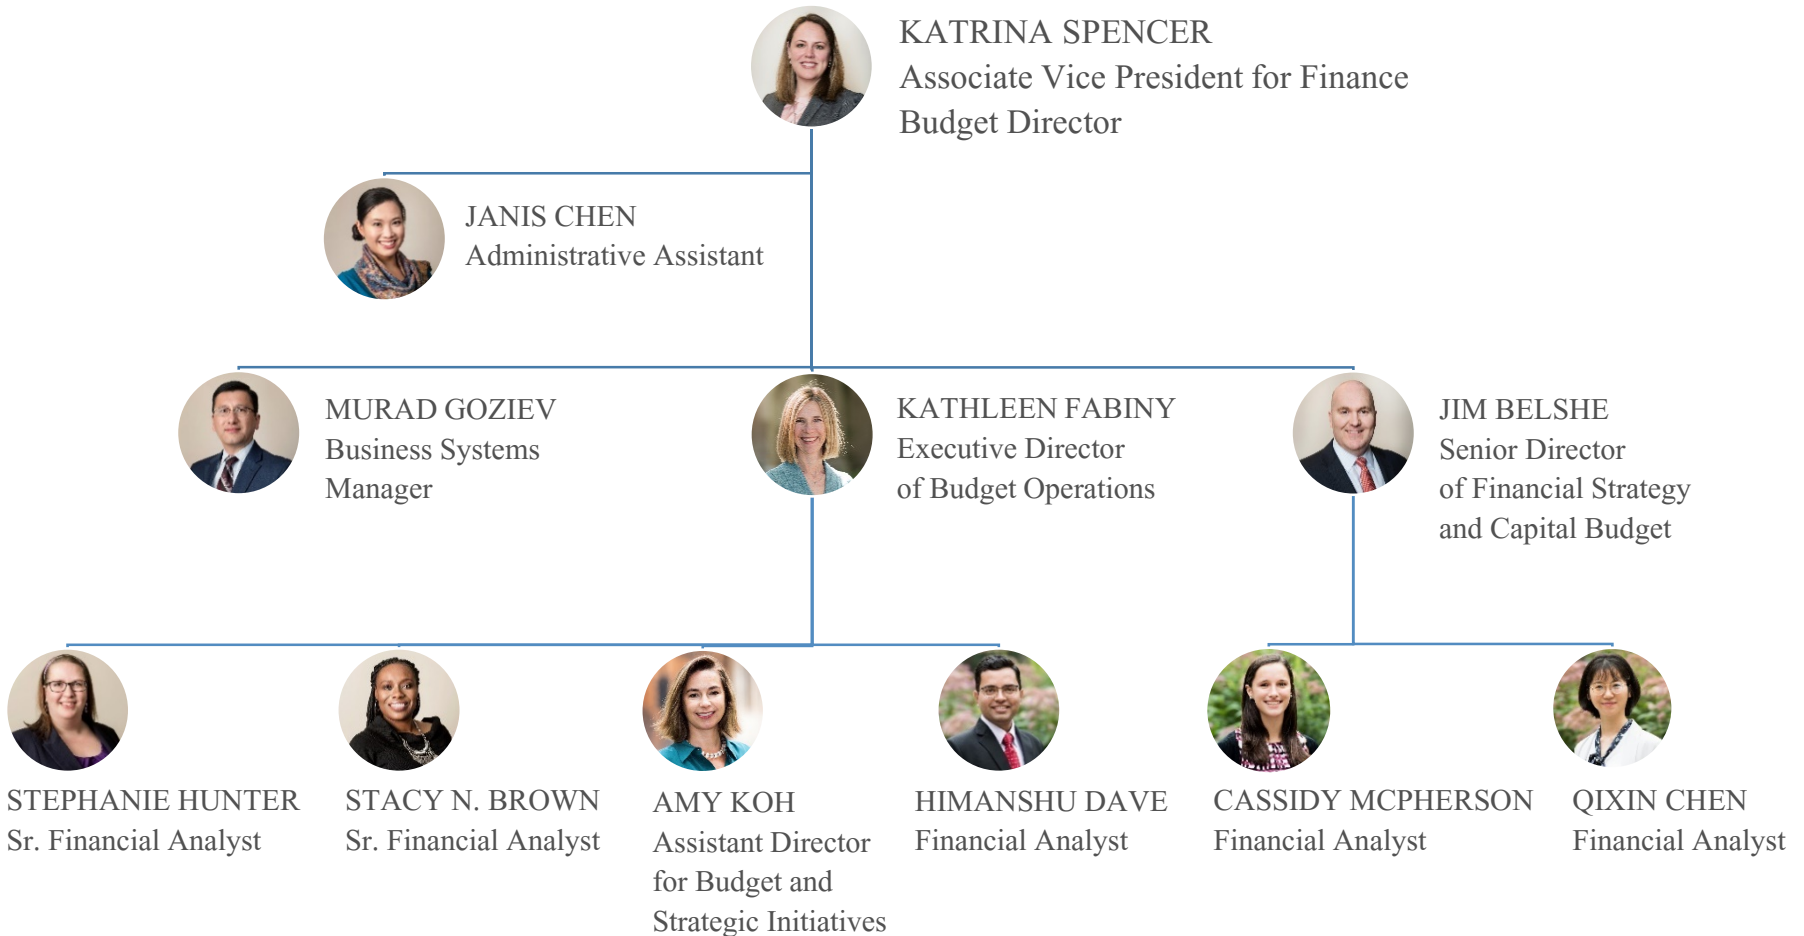 KATRINA SPENCER
Associate Vice President for Finance
Budget Director
JANIS CHEN
Administrative Assistant
MURAD GOZIEV
Business Systems
Manager
KATHLEEN FABINY
Executive Director
of Budget Operations
JIM BELSHE
Senior Director
of Financial Strategy
and Capital Budget
STEPHANIE HUNTER
Sr. Financial Analyst
STACY N. BROWN
Sr. Financial Analyst
AMY KOH
Assistant Director
for Budget and
Strategic Initiatives
HIMANSHU DAVE
Financial Analyst
CASSIDY MCPHERSON
Financial Analyst
QIXIN CHEN
Financial Analyst